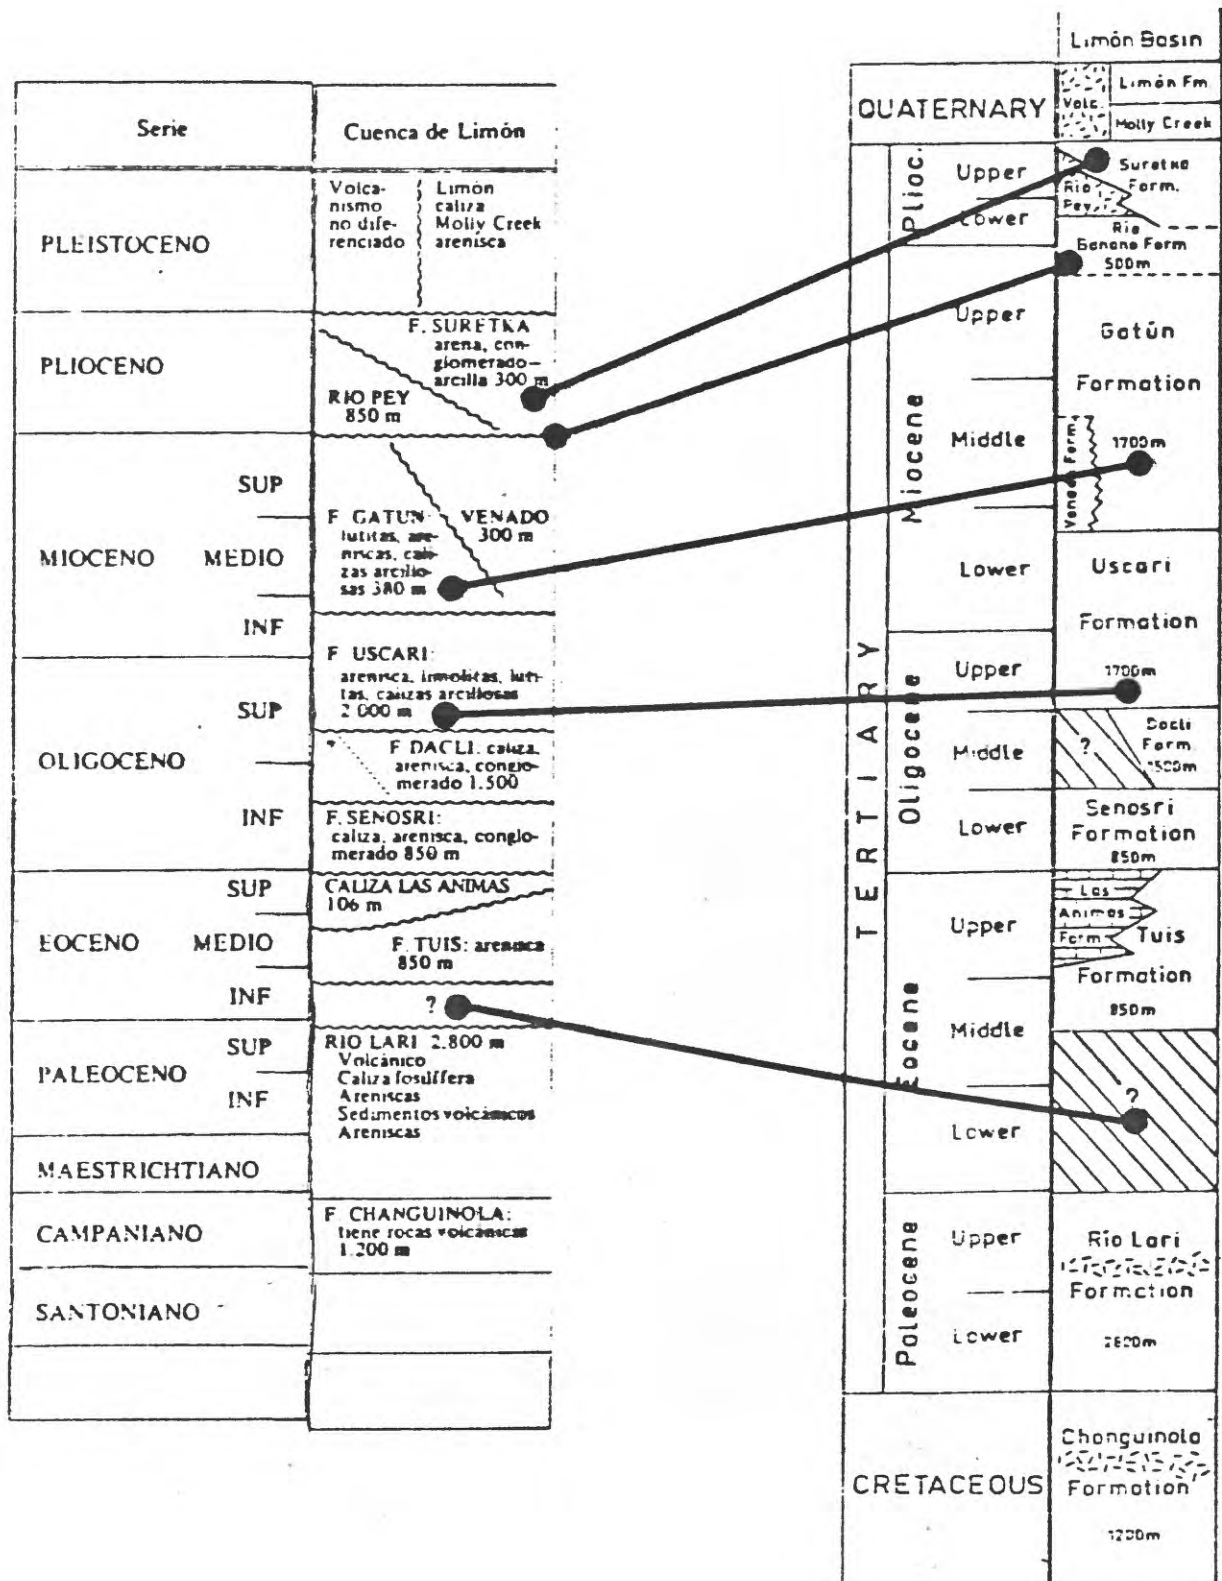 Serie
Cuenca de Limón
PLEISTOCENO
Volca-
nismo
no dife-
renciado
Limón
caliza
Molly Creek
arenisca
PLIOCENO
F. SURETKA
arena, con-
glomerado-
arcilla 300 m
RIO PEY
850 m
MIOCENO
SUP
MEDIO
INF
F GATUN
lutitas, are-
niscas, cali-
zas arcillo-
sas 380 m
VENADO
300 m
F USCARI:
arenisca, limolitas, luti-
tas, calizas arcillosas
2 000 m
OLIGOCENO
SUP
INF
F DACLI: caliza,
arenisca, conglo-
merado 1.500
F. SENOSRI:
caliza, arenisca, conglo-
merado 850 m
EOCENO
SUP
MEDIO
INF
CALIZA LAS ANIMAS
106 m
F. TUIS: arenisca
850 m
?
PALEOCENO
SUP
INF
RIO LARI 2.800 m
Volcánico
Caliza fosilífera
Areniscas
Sedimentos volcánicos
Areniscas
MAESTRICHTIANO
CAMPANIANO
F. CHANGUINOLA:
tiene rocas volcánicas
1.200 m
SANTONIANO
Limón Basin
QUATERNARY
Volc.
Limón Fm
Molly Creek
TERTIARY
Plioc.
Upper
Lower
Suretka
Form.
Rio
Pey
Rio
Banano Form
500m
Miocene
Upper
Middle
Lower
Gatún
Formation
1700m
Venado Form.
Uscari
Formation
1700m
Oligocene
Upper
Middle
Lower
?
Dacli
Form.
1500m
Senosri
Formation
850m
Eocene
Upper
Middle
Lower
Las
Animas
Form
Tuis
Formation
850m
?
Paleocene
Upper
Lower
Río Lari
Formation
2800m
CRETACEOUS
Changuinola
Formation
1200m